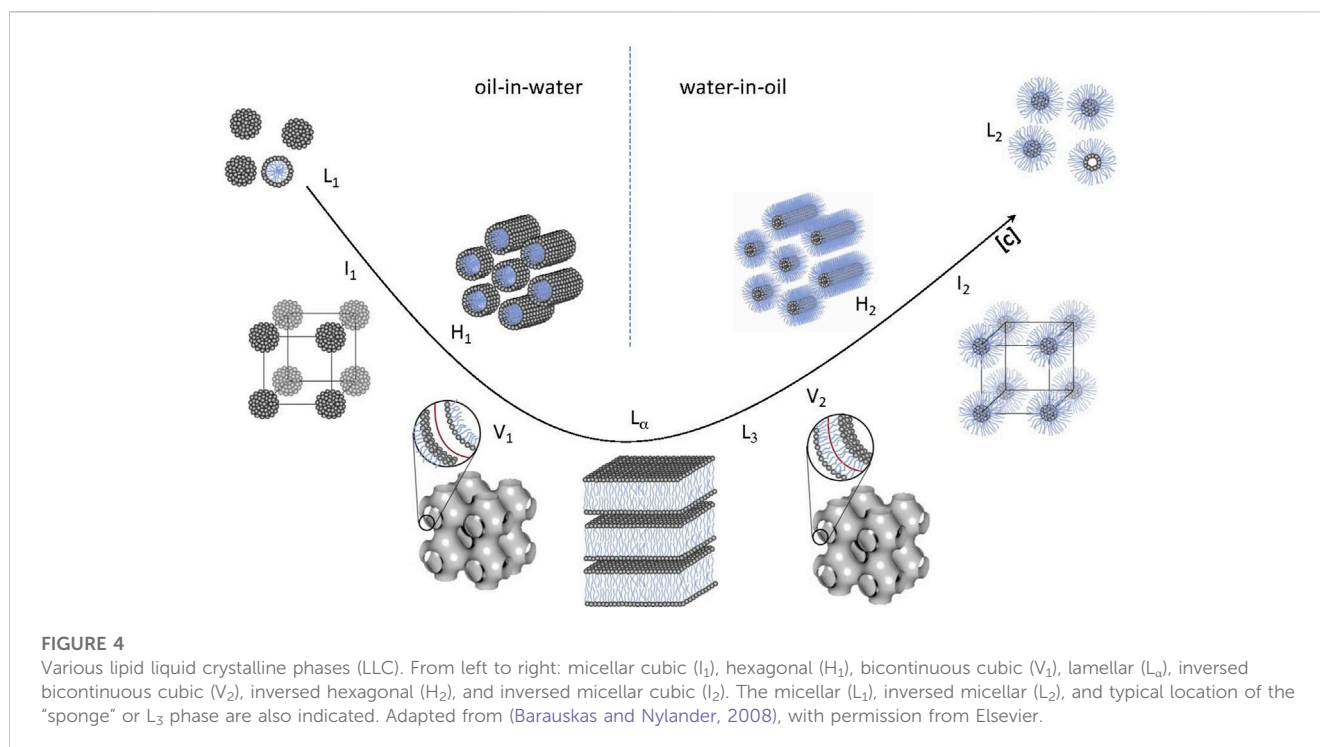 oil-in-water
water-in-oil
L₁
L₂
I₁
[c]
I₂
H₁
H₂
V₁
Lα
L₃
V₂
FIGURE 4
Various lipid liquid crystalline phases (LLC). From left to right: micellar cubic (I₁), hexagonal (H₁), bicontinuous cubic (V₁), lamellar (Lα), inversed
bicontinuous cubic (V₂), inversed hexagonal (H₂), and inversed micellar cubic (I₂). The micellar (L₁), inversed micellar (L₂), and typical location of the
“sponge” or L₃ phase are also indicated. Adapted from (Barauskas and Nylander, 2008), with permission from Elsevier.